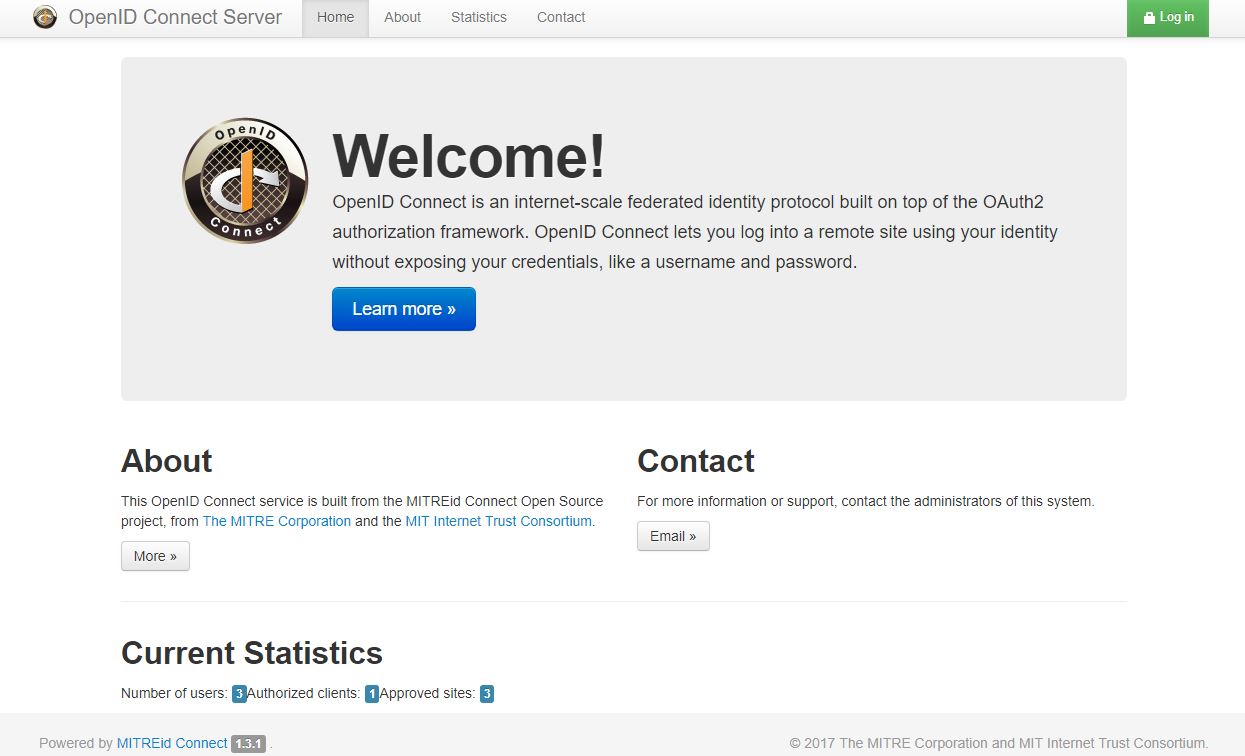 OpenID Connect Server
Home
About
Statistics
Contact
Log in
OpenID
Connect
Welcome!
OpenID Connect is an internet-scale federated identity protocol built on top of the OAuth2
authorization framework. OpenID Connect lets you log into a remote site using your identity
without exposing your credentials, like a username and password.
Learn more »
About
This OpenID Connect service is built from the MITREid Connect Open Source
project, from The MITRE Corporation and the MIT Internet Trust Consortium.
More »
Contact
For more information or support, contact the administrators of this system.
Email »
Current Statistics
Number of users: 3 Authorized clients: 1 Approved sites: 3
Powered by MITREid Connect 1.3.1 .
© 2017 The MITRE Corporation and MIT Internet Trust Consortium.